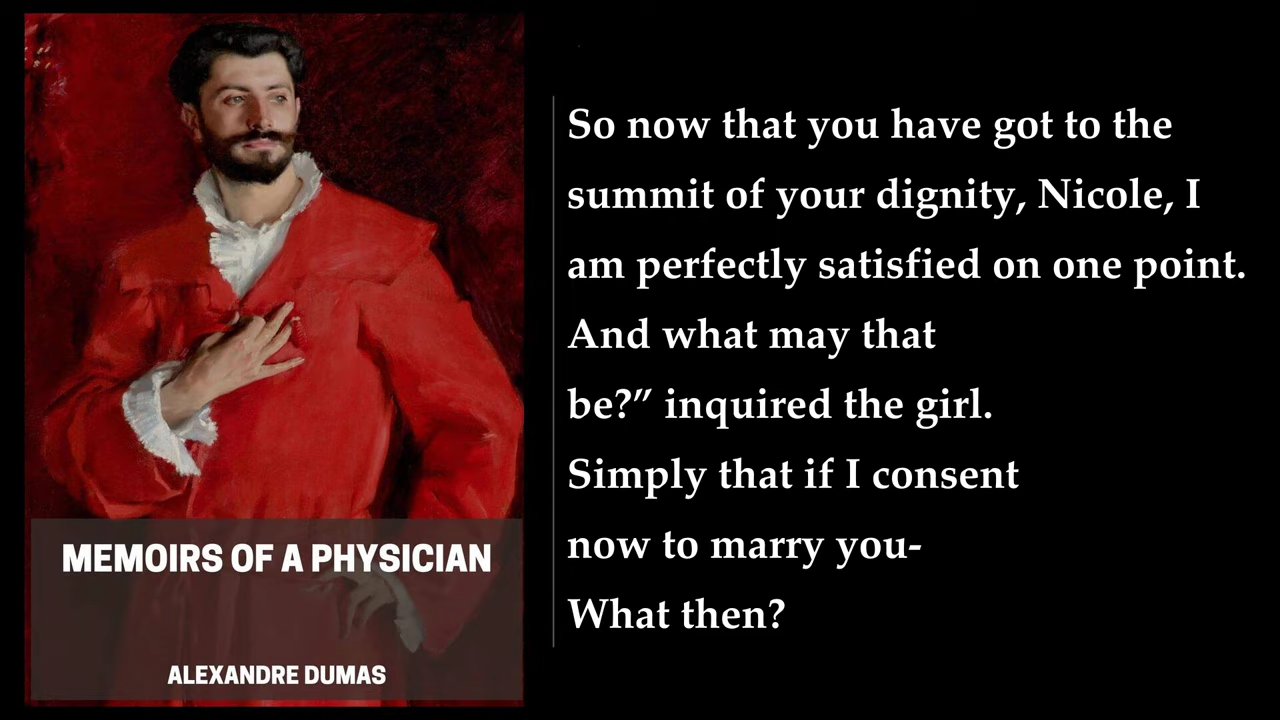 MEMOIRS OF A PHYSICIAN
ALEXANDRE DUMAS
So now that you have got to the
summit of your dignity, Nicole, I
am perfectly satisfied on one point.
And what may that
be?” inquired the girl.
Simply that if I consent
now to marry you-
What then?